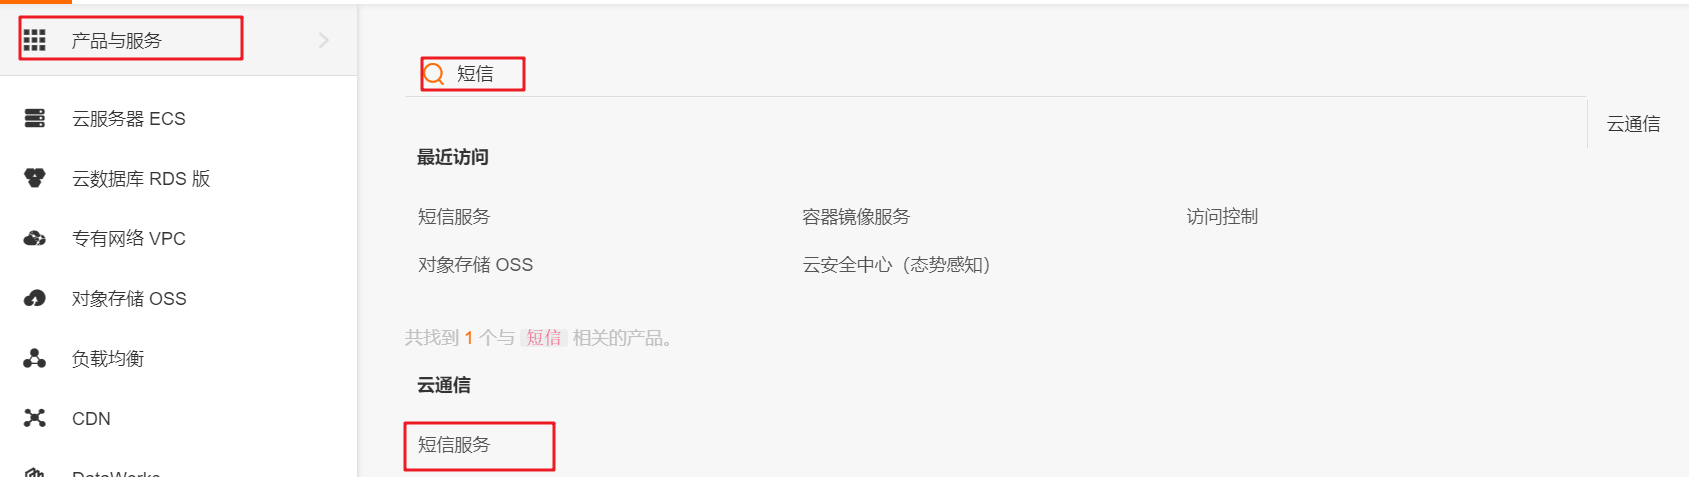 产品与服务
云服务器 ECS
云数据库 RDS 版
专有网络 VPC
对象存储 OSS
负载均衡
CDN
DataWorks
短信
云通信
最近访问
短信服务 容器镜像服务 访问控制
对象存储 OSS 云安全中心（态势感知）
共找到 1 个与 短信 相关的产品。
云通信
短信服务